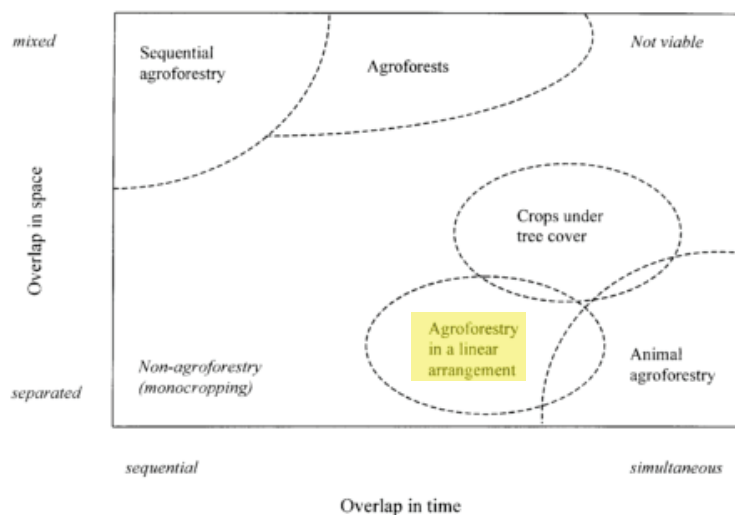 mixed
Sequential
agroforestry
Agroforests
Not viable
Overlap in space
Crops under
tree cover
Agroforestry
in a linear
arrangement
Non-agroforestry
(monocropping)
Animal
agroforestry
separated
sequential
simultaneous
Overlap in time